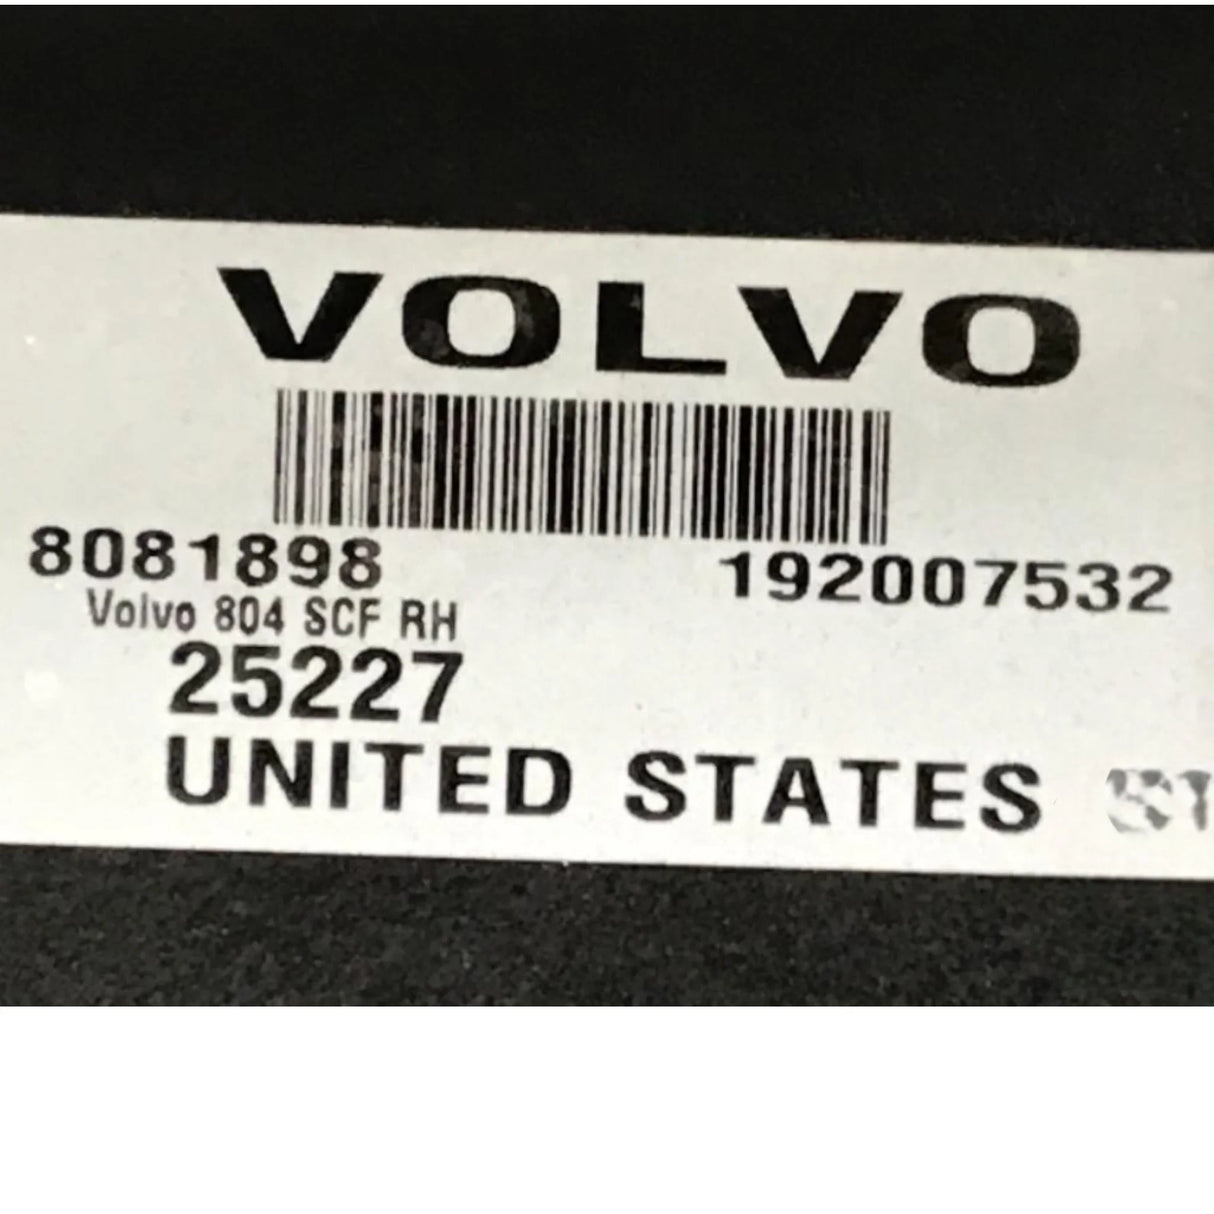 VOLVO
8081898 192007532
Volvo 804 SCF RH
25227
UNITED STATES